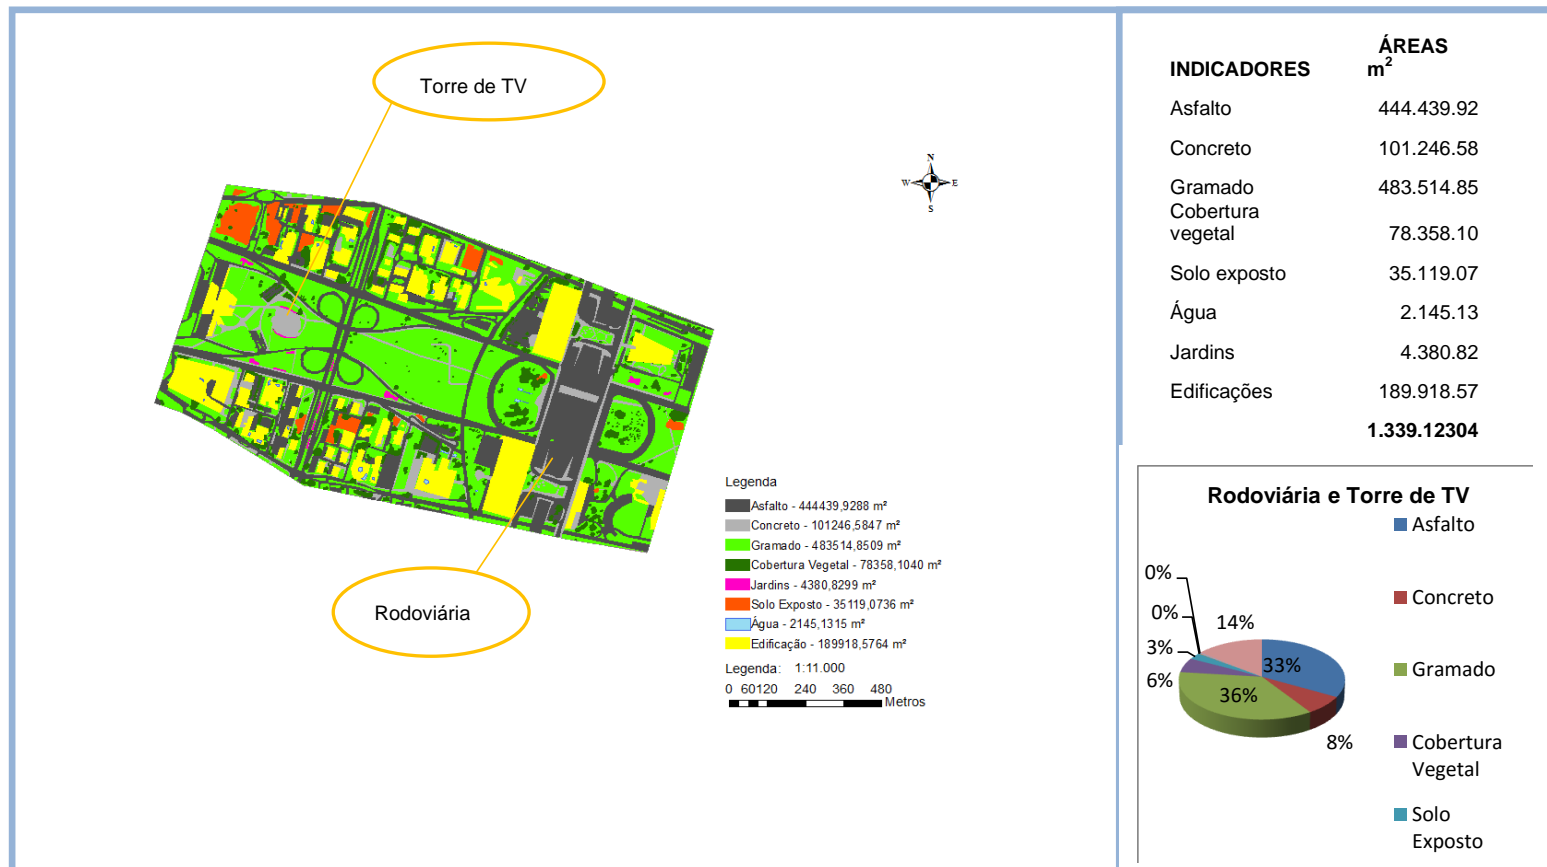 Torre de TV
N
W
E
S
Rodoviária
Legenda
Asfalto - 444439,9288 m²
Concreto - 101246,5847 m²
Gramado - 483514,8509 m²
Cobertura Vegetal - 78358,1040 m²
Jardins - 4380,8299 m²
Solo Exposto - 35119,0736 m²
Água - 2145,1315 m²
Edificação - 189918,5764 m²
Legenda: 1:11.000
0 60120 240 360 480
Metros
ÁREAS
INDICADORES m²
Asfalto 444.439.92
Concreto 101.246.58
Gramado 483.514.85
Cobertura
vegetal 78.358.10
Solo exposto 35.119.07
Água 2.145.13
Jardins 4.380.82
Edificações 189.918.57
1.339.12304
Rodoviária e Torre de TV
Asfalto
0%
Concreto
0%
14%
3%
33%
Gramado
6%
36%
8%
Cobertura
Vegetal
Solo
Exposto